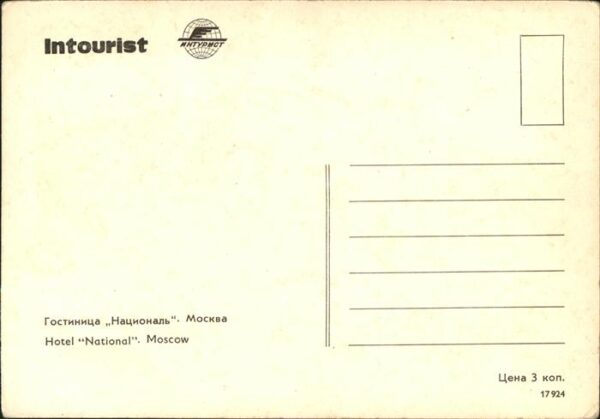 Intourist
ИНТУРИСТ
Гостиница „Националь“. Москва
Hotel “National”. Moscow
Цена 3 коп.
17924